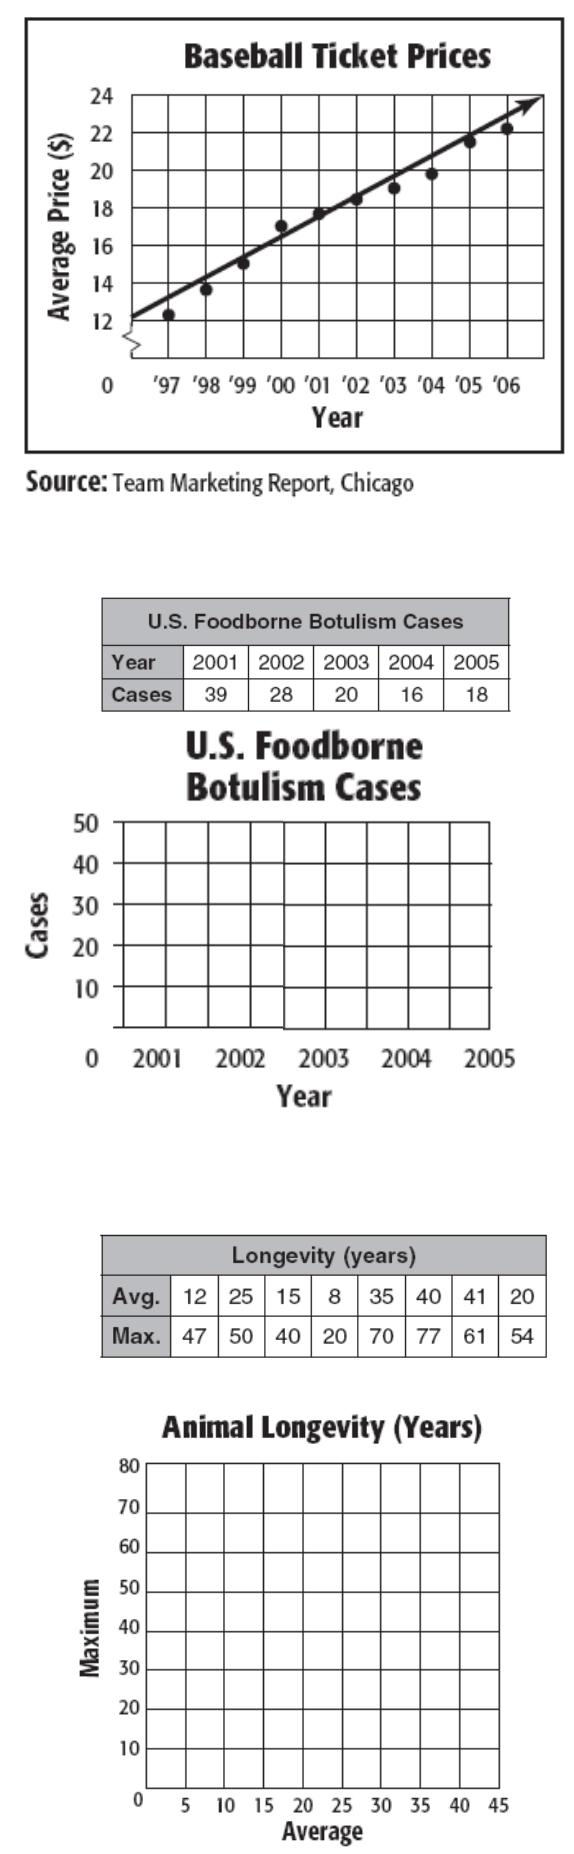 Baseball Ticket Prices
24
22
20
18
16
14
12
0
Average Price ($)
'97 '98 '99 '00 '01 '02 '03 '04 '05 '06
Year
Source: Team Marketing Report, Chicago
U.S. Foodborne Botulism Cases
Year 2001 2002 2003 2004 2005
Cases 39 28 20 16 18
U.S. Foodborne
Botulism Cases
50
40
30
20
10
Cases
0 2001 2002 2003 2004 2005
Year
Longevity (years)
Avg. 12 25 15 8 35 40 41 20
Max. 47 50 40 20 70 77 61 54
Animal Longevity (Years)
80
70
60
50
40
30
20
10
Maximum
0 5 10 15 20 25 30 35 40 45
Average